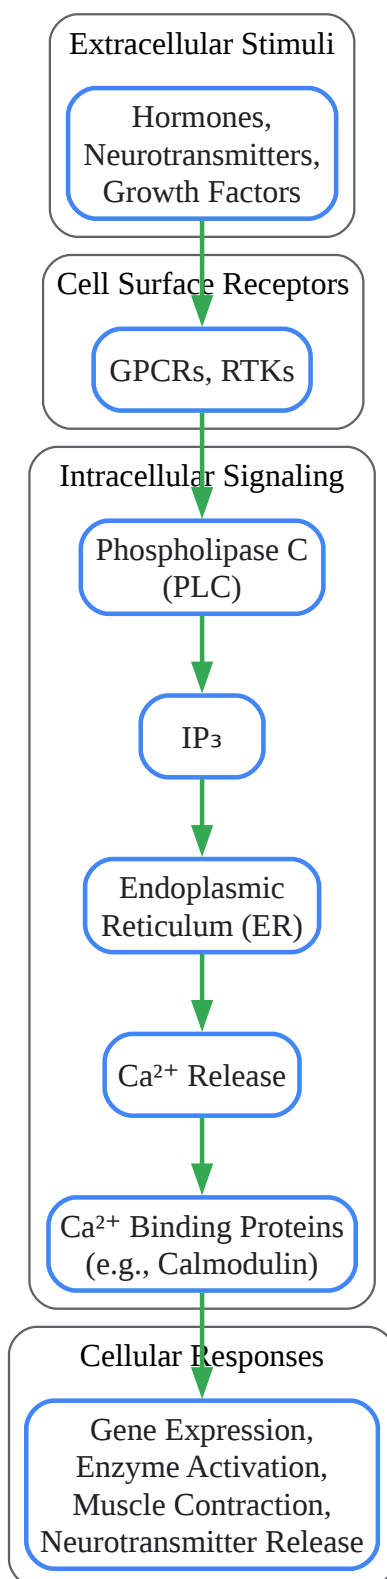 Extracellular Stimuli
Hormones,
Neurotransmitters,
Growth Factors
Cell Surface Receptors
GPCRs, RTKs
Intracellular Signaling
Phospholipase C
(PLC)
IP₃
Endoplasmic
Reticulum (ER)
Ca²⁺ Release
Ca²⁺ Binding Proteins
(e.g., Calmodulin)
Cellular Responses
Gene Expression,
Enzyme Activation,
Muscle Contraction,
Neurotransmitter Release